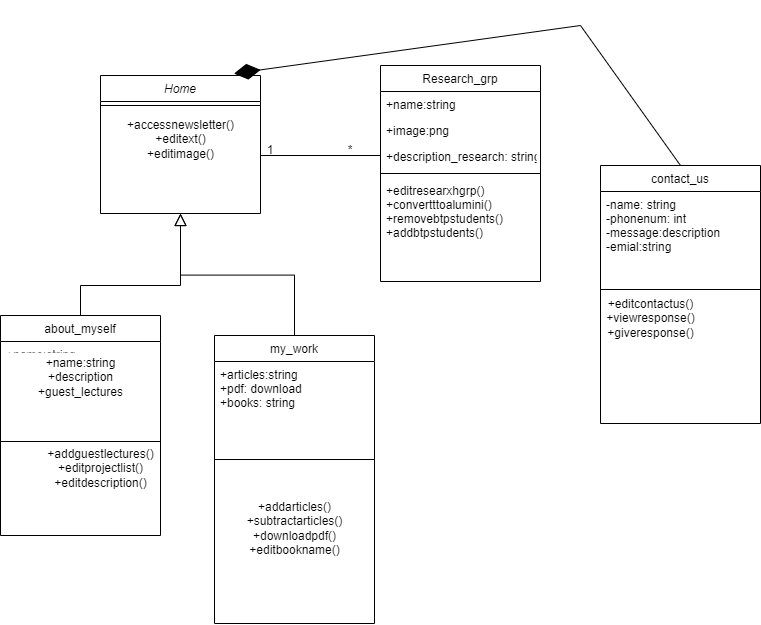 Home
+accessnewsletter()
+editext()
+editimage()
1
*
Research_grp
+name:string
+image:png
+description_research: string
+editresearxhgrp()
+convertttoalumini()
+removebtpstudents()
+addbtpstudents()
contact_us
-name: string
-phonenum: int
-message:description
-emial:string
+editcontactus()
+viewresponse()
+giveresponse()
about_myself
+name:string
+description
+guest_lectures
+addguestlectures()
+editprojectlist()
+editdescription()
my_work
+articles:string
+pdf: download
+books: string
+addarticles()
+subtractarticles()
+downloadpdf()
+editbookname()